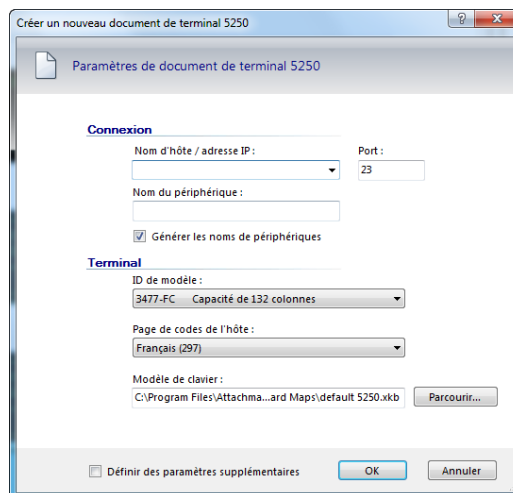 Créer un nouveau document de terminal 5250
Paramètres de document de terminal 5250
Connexion
Nom d'hôte / adresse IP :
Port :
23
Nom du périphérique :
Générer les noms de périphériques
Terminal
ID de modèle :
3477-FC Capacité de 132 colonnes
Page de codes de l'hôte :
Français (297)
Modèle de clavier :
C:\Program Files\Attachma...ard Maps\default 5250.xkb
Parcourir...
Définir des paramètres supplémentaires
OK
Annuler